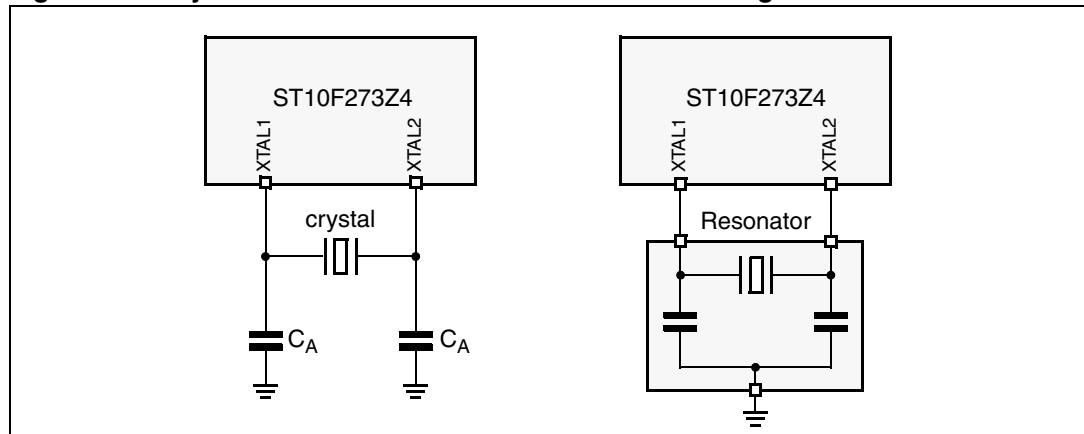 ST10F273Z4
XTAL1
XTAL2
crystal
CA
CA
ST10F273Z4
XTAL1
XTAL2
Resonator